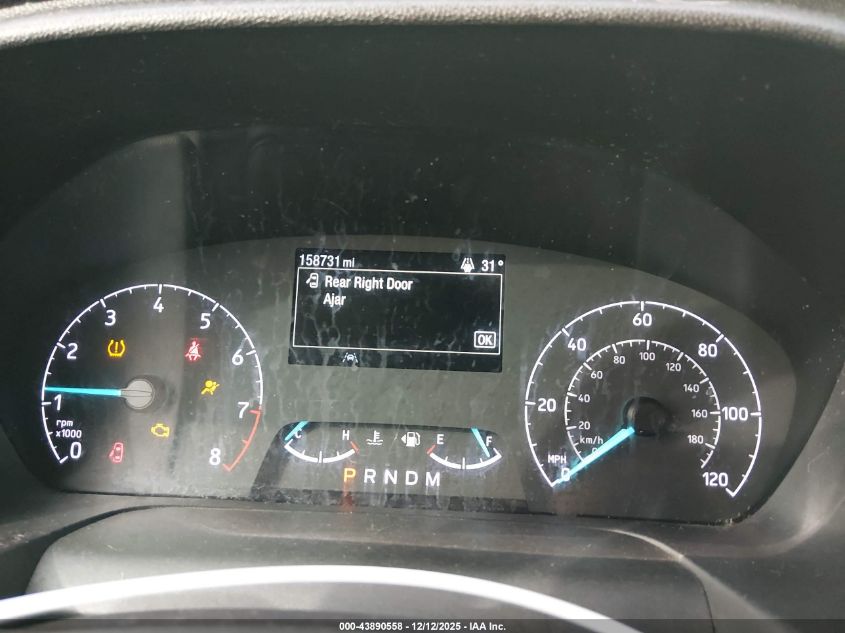 158731 mi 31°
Rear Right Door
Ajar
OK
0 1 2 3 4 5 6 7 8
rpm
x1000
C H E F
P R N D M
0 20 40 60 80 100 120
MPH
0 20 40 60 80 100 120 140 160 180
km/h
000-43890558 - 12/12/2025 - IAA Inc.